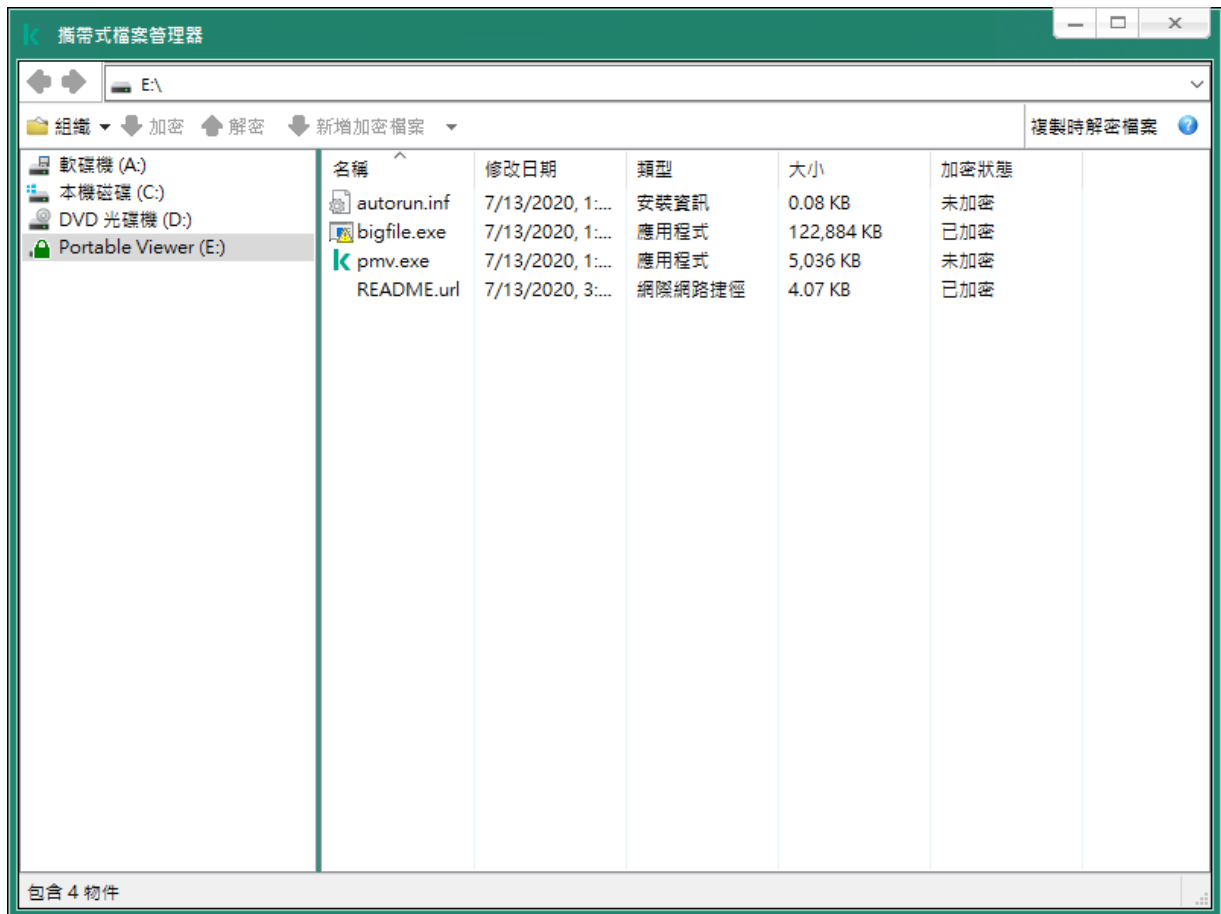 攜帶式檔案管理器
E:\
組織 加密 解密 新增加密檔案 複製時解密檔案
軟碟機 (A:)
本機磁碟 (C:)
DVD 光碟機 (D:)
Portable Viewer (E:)
名稱 修改日期 類型 大小 加密狀態
autorun.inf 7/13/2020, 1:... 安裝資訊 0.08 KB 未加密
bigfile.exe 7/13/2020, 1:... 應用程式 122,884 KB 已加密
pmv.exe 7/13/2020, 1:... 應用程式 5,036 KB 未加密
README.url 7/13/2020, 3:... 網際網路捷徑 4.07 KB 已加密
包含 4 物件